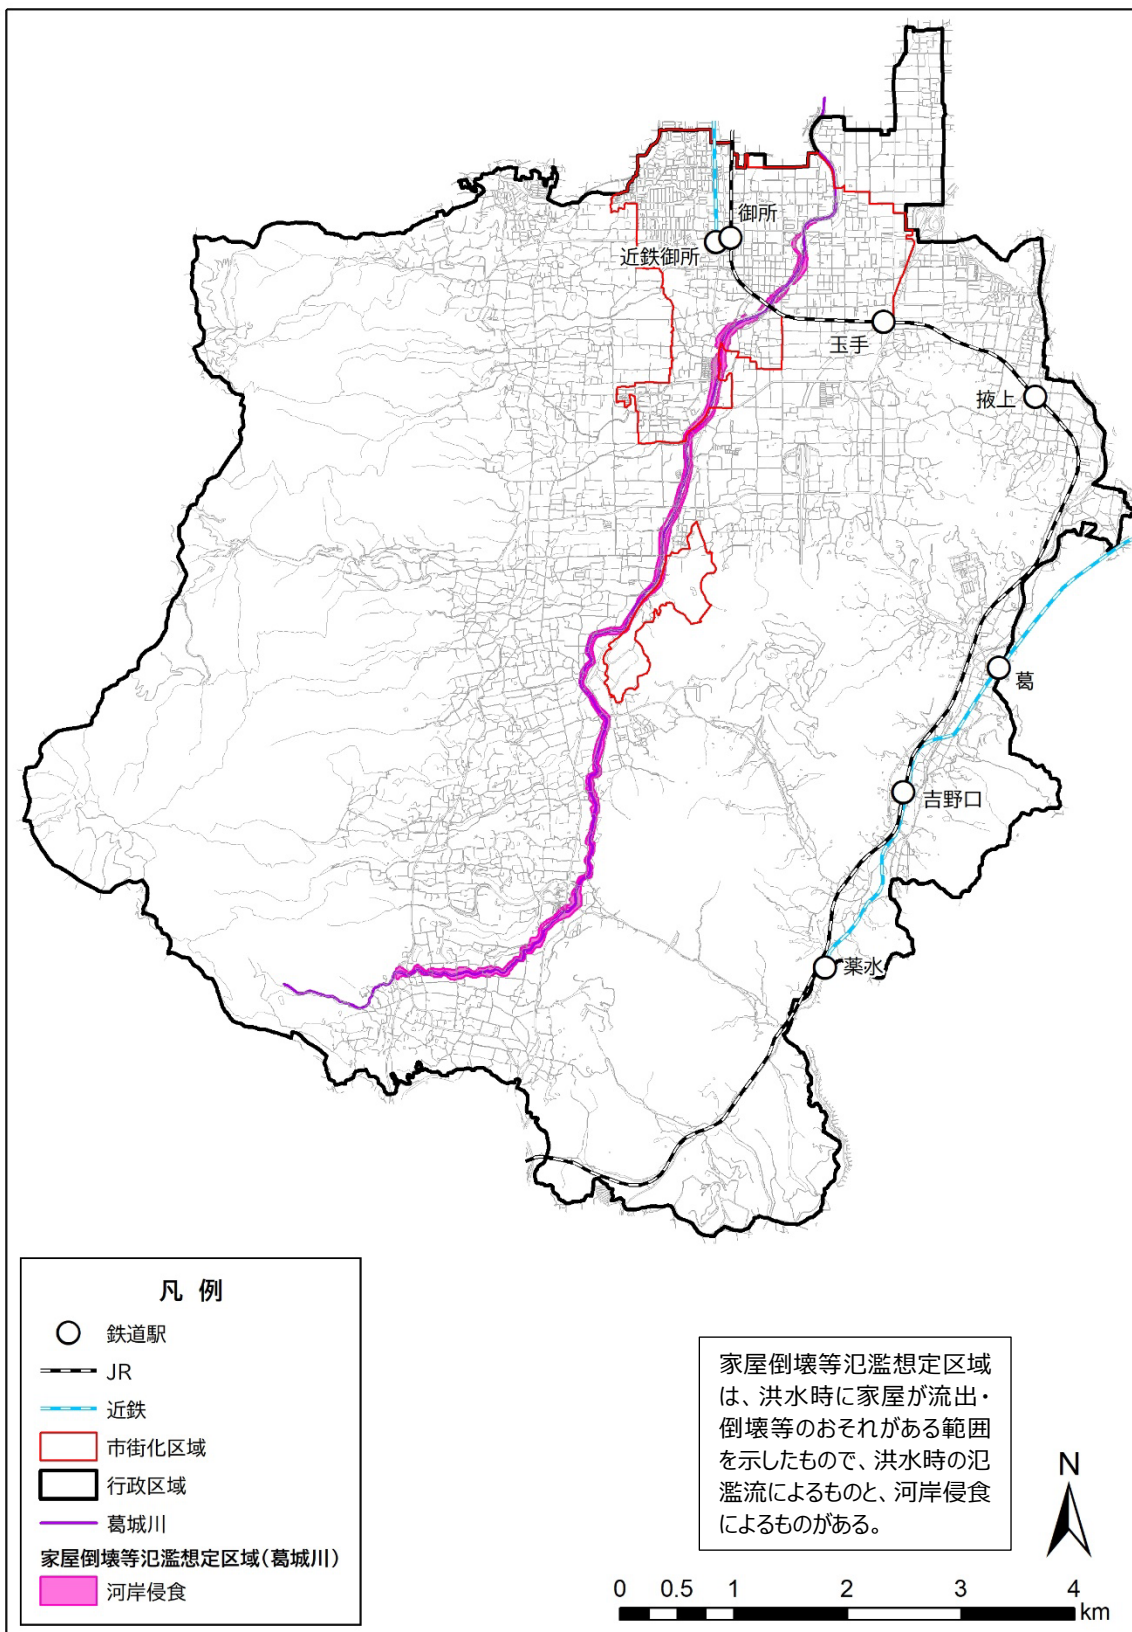 御所
近鉄御所
玉手
掖上
葛
吉野口
薬水
凡 例
鉄道駅
JR
近鉄
市街化区域
行政区域
葛城川
家屋倒壊等氾濫想定区域(葛城川)
河岸侵食
家屋倒壊等氾濫想定区域
は、洪水時に家屋が流出・
倒壊等のおそれがある範囲
を示したもので、洪水時の氾
濫流によるものと、河岸侵食
によるものがある。
N
0 0.5 1 2 3 4
km